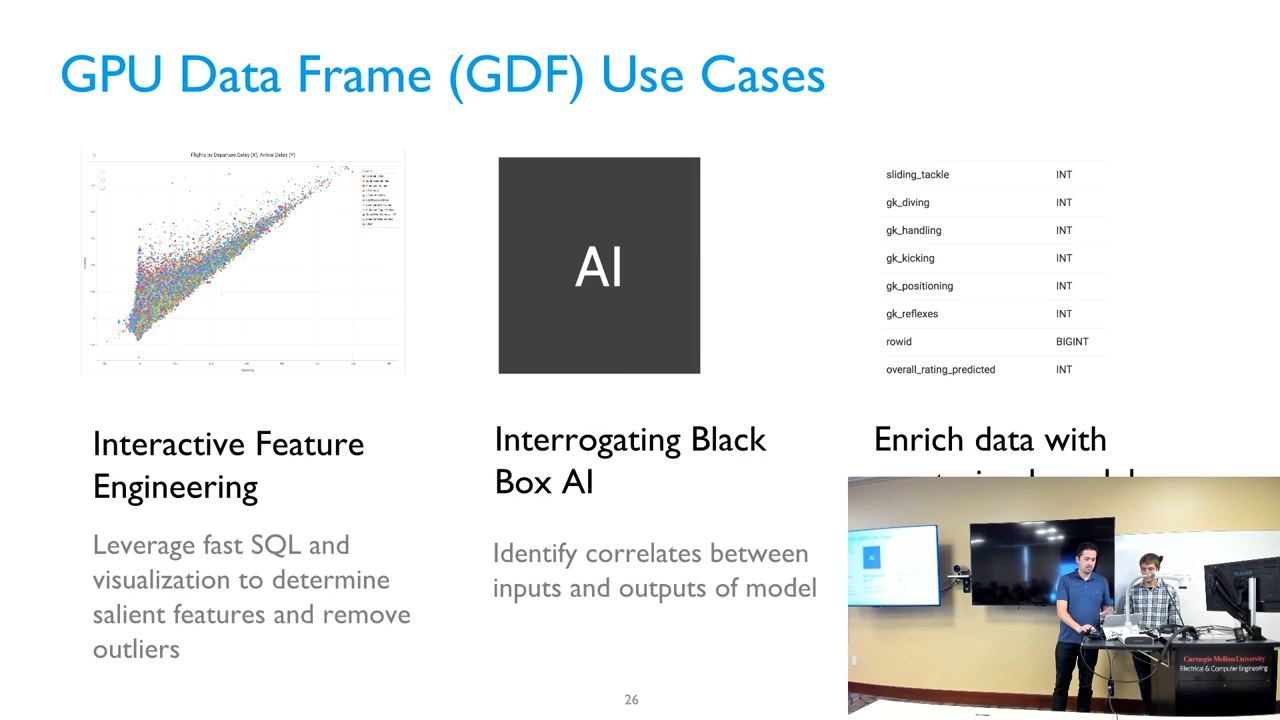 GPU Data Frame (GDF) Use Cases
Flights by Departure Delay (X), Arrival Delay (Y)
AI
sliding_tackle INT
gk_diving INT
gk_handling INT
gk_kicking INT
gk_positioning INT
gk_reflexes INT
rowid BIGINT
overall_rating_predicted INT
Interactive Feature
Engineering
Leverage fast SQL and
visualization to determine
salient features and remove
outliers
Interrogating Black
Box AI
Identify correlates between
inputs and outputs of model
Enrich data with
Carnegie Mellon University
Electrical & Computer Engineering
26